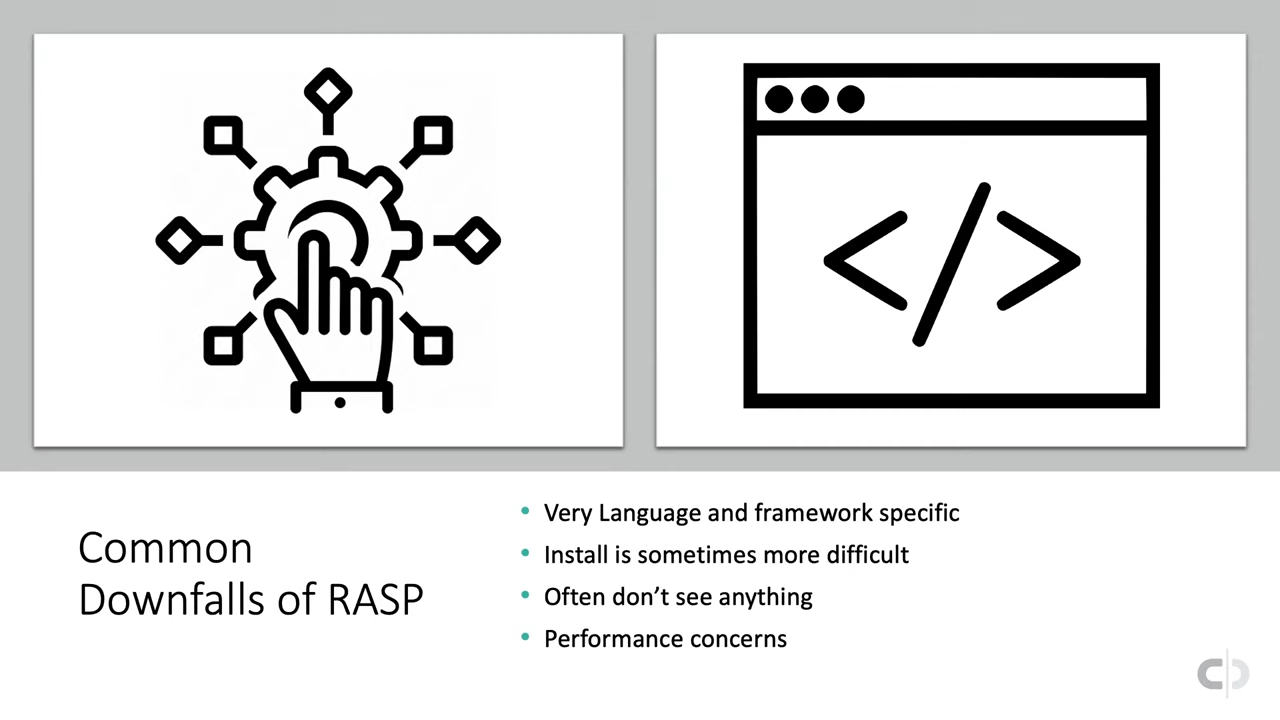 Common
Downfalls of RASP
Very Language and framework specific
Install is sometimes more difficult
Often don’t see anything
Performance concerns